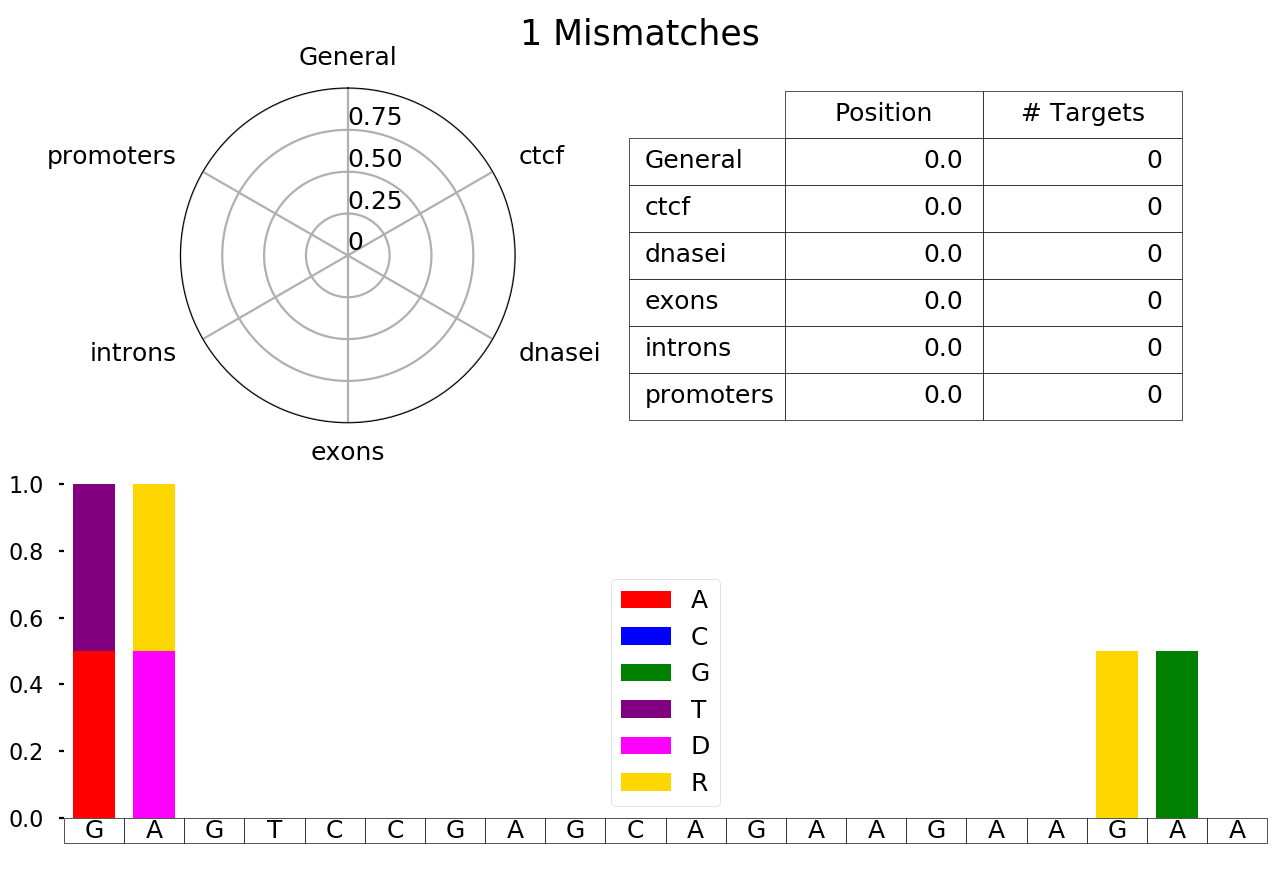 1 Mismatches
General
promoters
ctcf
introns
dnasei
exons
0.75
0.50
0.25
0
Position # Targets
General 0.0 0
ctcf 0.0 0
dnasei 0.0 0
exons 0.0 0
introns 0.0 0
promoters 0.0 0
1.0
0.8
0.6
0.4
0.2
0.0
A
C
G
T
D
R
G A G T C C G A G C A G A A G A A G A A